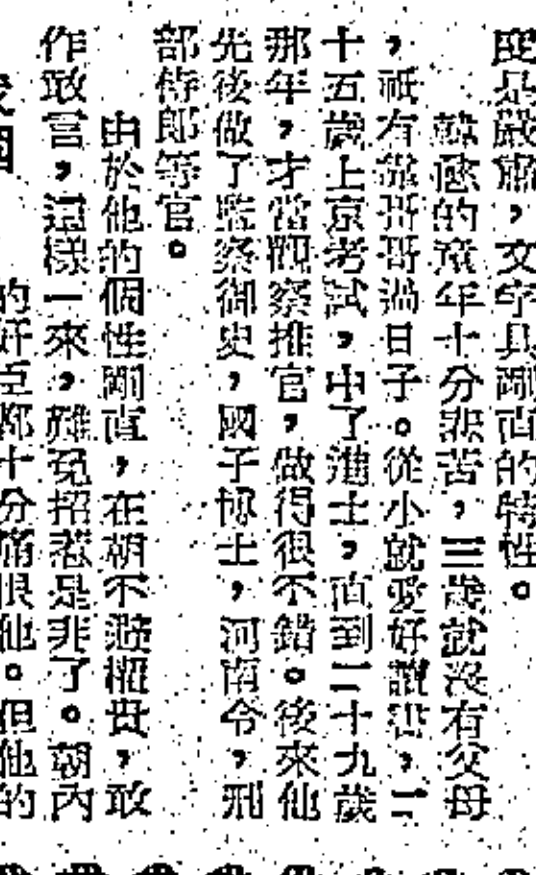 是嚴肅，文字具剛直的特性。
韓愈的童年十分悲苦，三歲就沒有父母
，祇有靠哥哥過日子。從小就愛好讀書，二
十五歲上京考試，中了進士，直到二十九歲
那年，才當觀察推官，做得很不錯。後來他
先後做了監察御史，國子博士，河南令，刑
部侍郎等官。
由於他的個性剛直，在朝不避權貴，敢
作敢言，這樣一來，難免招惹是非了。朝內
的奸臣都十分痛恨他。但他的